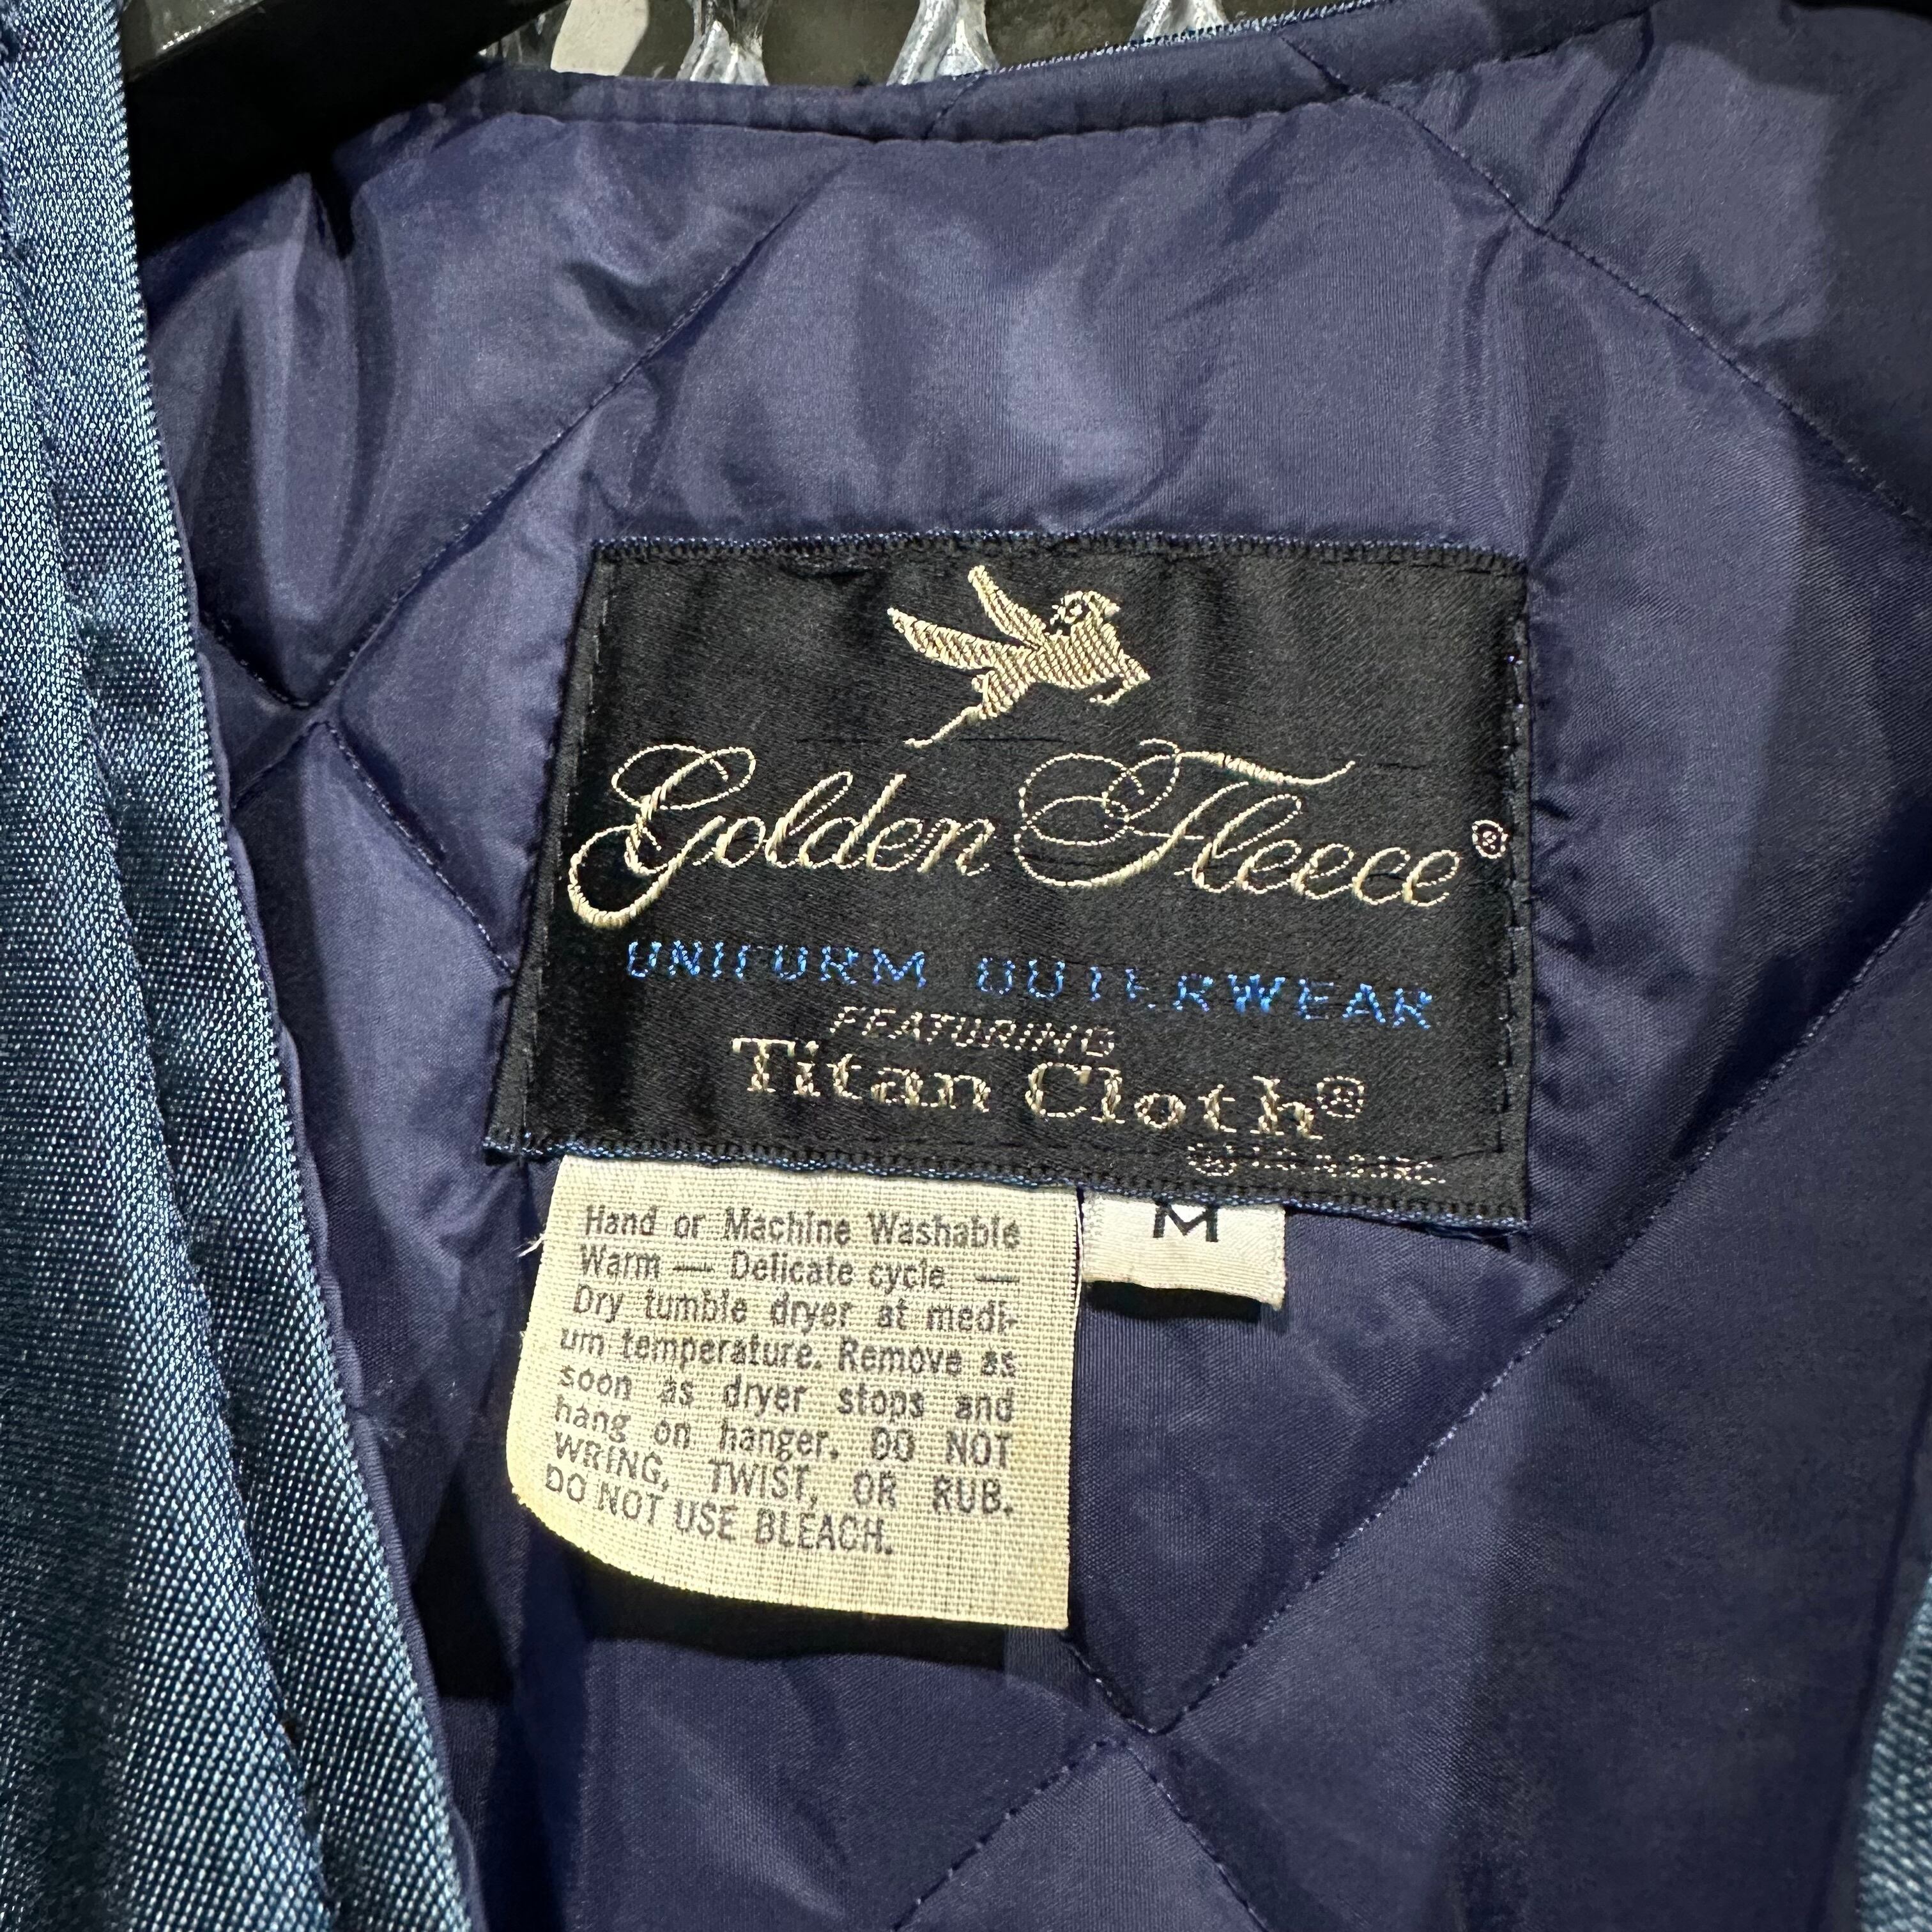 Golden Fleece®
UNIFORM OUTERWEAR
FEATURING
Titan Cloth®
M
Hand or Machine Washable
Warm — Delicate cycle —
Dry tumble dryer at medi-
um temperature. Remove as
soon as dryer stops and
hang on hanger. DO NOT
WRING, TWIST, OR RUB.
DO NOT USE BLEACH.